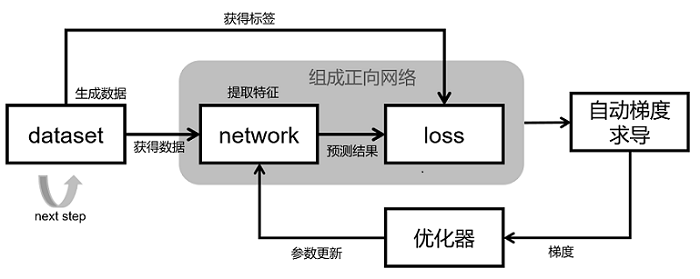 获得标签
组成正向网络
生成数据
提取特征
dataset
获得数据
network
预测结果
loss
自动梯度
求导
next step
参数更新
优化器
梯度